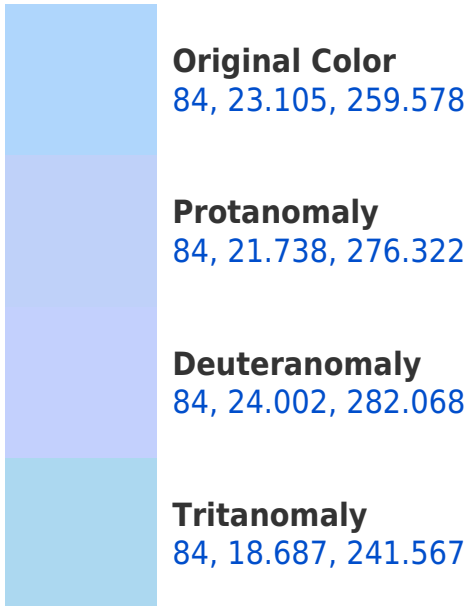 Original Color
84, 23.105, 259.578
Protanomaly
84, 21.738, 276.322
Deuteranomaly
84, 24.002, 282.068
Tritanomaly
84, 18.687, 241.567